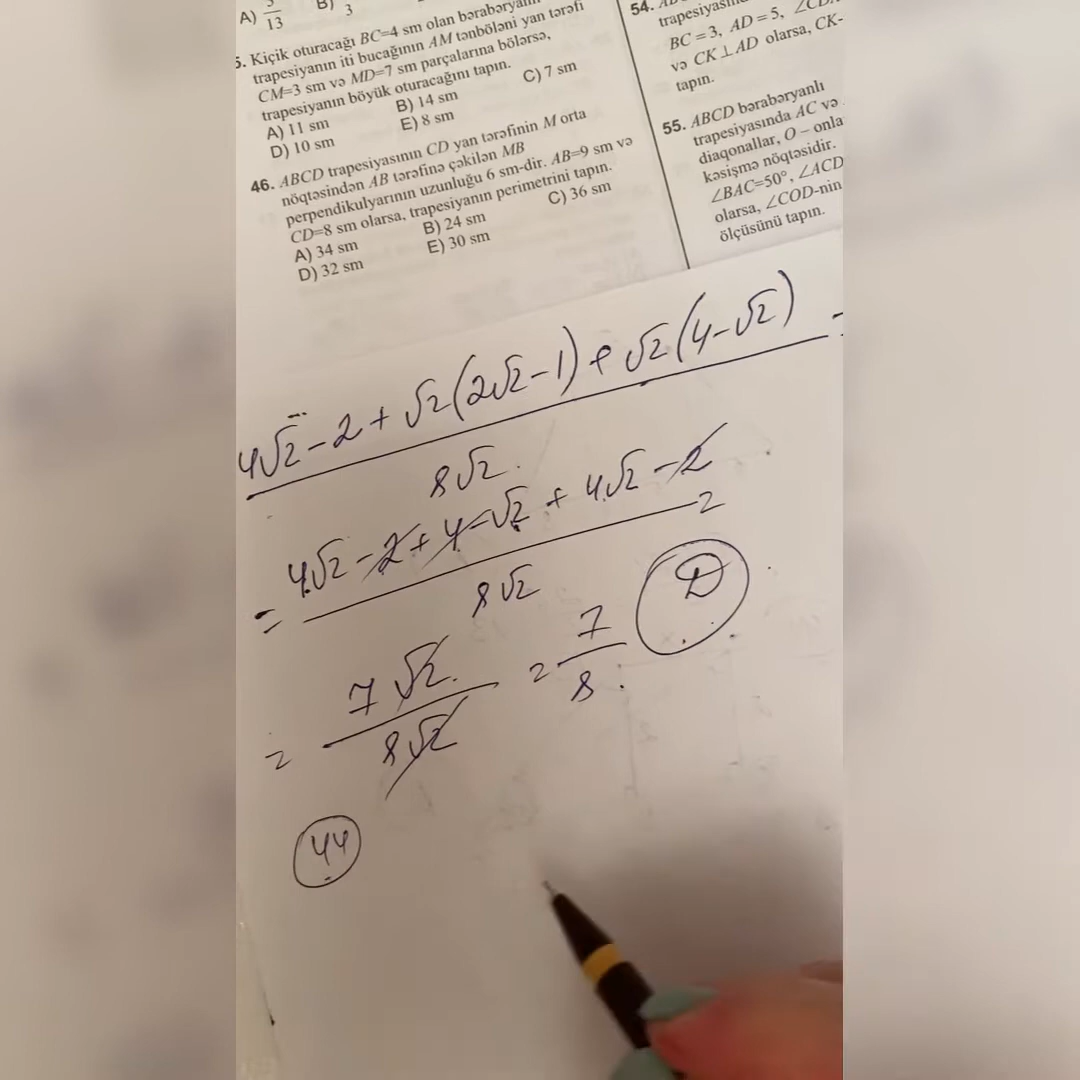 A) 3/13
B) /3
5. Kiçik oturacağı BC=4 sm olan bərabəryanlı
trapesiyanın iti bucağının AM tənböləni yan tərəfi
CM=3 sm və MD=7 sm parçalarına bölərsə,
trapesiyanın böyük oturacağını tapın.
A) 11 sm B) 14 sm C) 7 sm
D) 10 sm E) 8 sm
46. ABCD trapesiyasının CD yan tərəfinin M orta
nöqtəsindən AB tərəfinə çəkilən MB
perpendikulyarının uzunluğu 6 sm-dir. AB=9 sm və
CD=8 sm olarsa, trapesiyanın perimetrini tapın.
A) 34 sm B) 24 sm C) 36 sm
D) 32 sm E) 30 sm
54.
BC = 3, AD = 5,
və CK ⊥ AD olarsa, CK-
tapın.
55. ABCD bərabəryanlı
trapesiyasında AC və
diaqonallar, O – onla
kəsişmə nöqtəsidir.
∠BAC=50°, ∠ACD
olarsa, ∠COD-nin
ölçüsünü tapın.
4√2-2+√2(2√2-1)+√2(4-√2)
8√2
= 4√2-2+4-√2+4√2-2 =
8√2
= 7√2 = 7 D
8√2 8
44